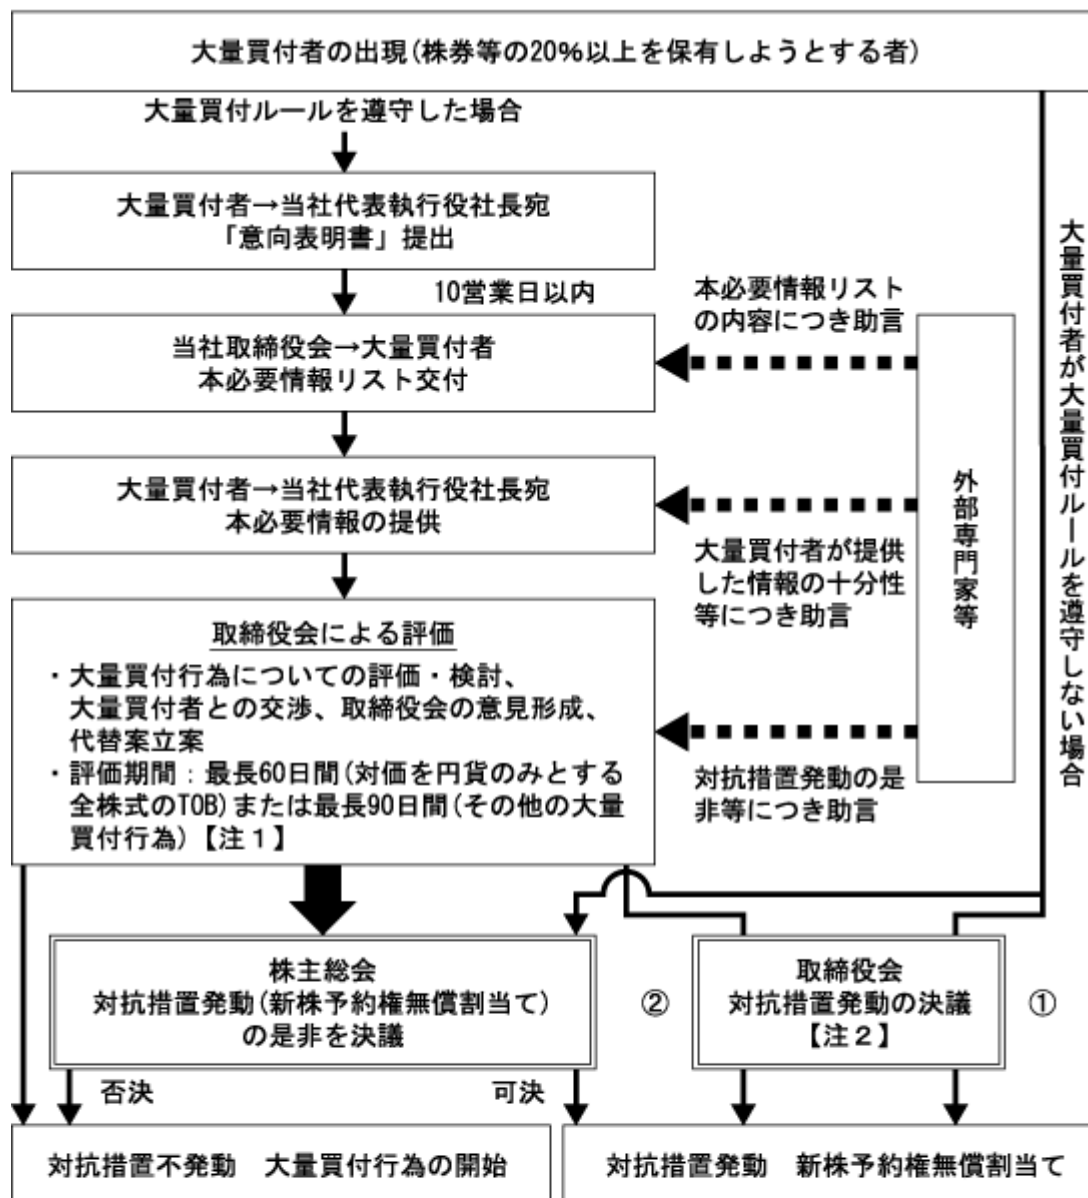 大量買付者の出現(株券等の20%以上を保有しようとする者)
大量買付ルールを遵守した場合
大量買付者→当社代表執行役社長宛
「意向表明書」提出
10営業日以内
当社取締役会→大量買付者
本必要情報リスト交付
本必要情報リスト
の内容につき助言
大量買付者→当社代表執行役社長宛
本必要情報の提供
大量買付者が提供
した情報の十分性
等につき助言
外部専門家等
大量買付者が大量買付ルールを遵守しない場合
取締役会による評価
・大量買付行為についての評価・検討、
大量買付者との交渉、取締役会の意見形成、
代替案立案
・評価期間：最長60日間(対価を円貨のみとする
全株式のTOB)または最長90日間(その他の大量
買付行為)【注１】
対抗措置発動の是
非等につき助言
株主総会
対抗措置発動(新株予約権無償割当て)
の是非を決議
②
取締役会
対抗措置発動の決議
【注２】
①
否決
可決
対抗措置不発動　大量買付行為の開始
対抗措置発動　新株予約権無償割当て